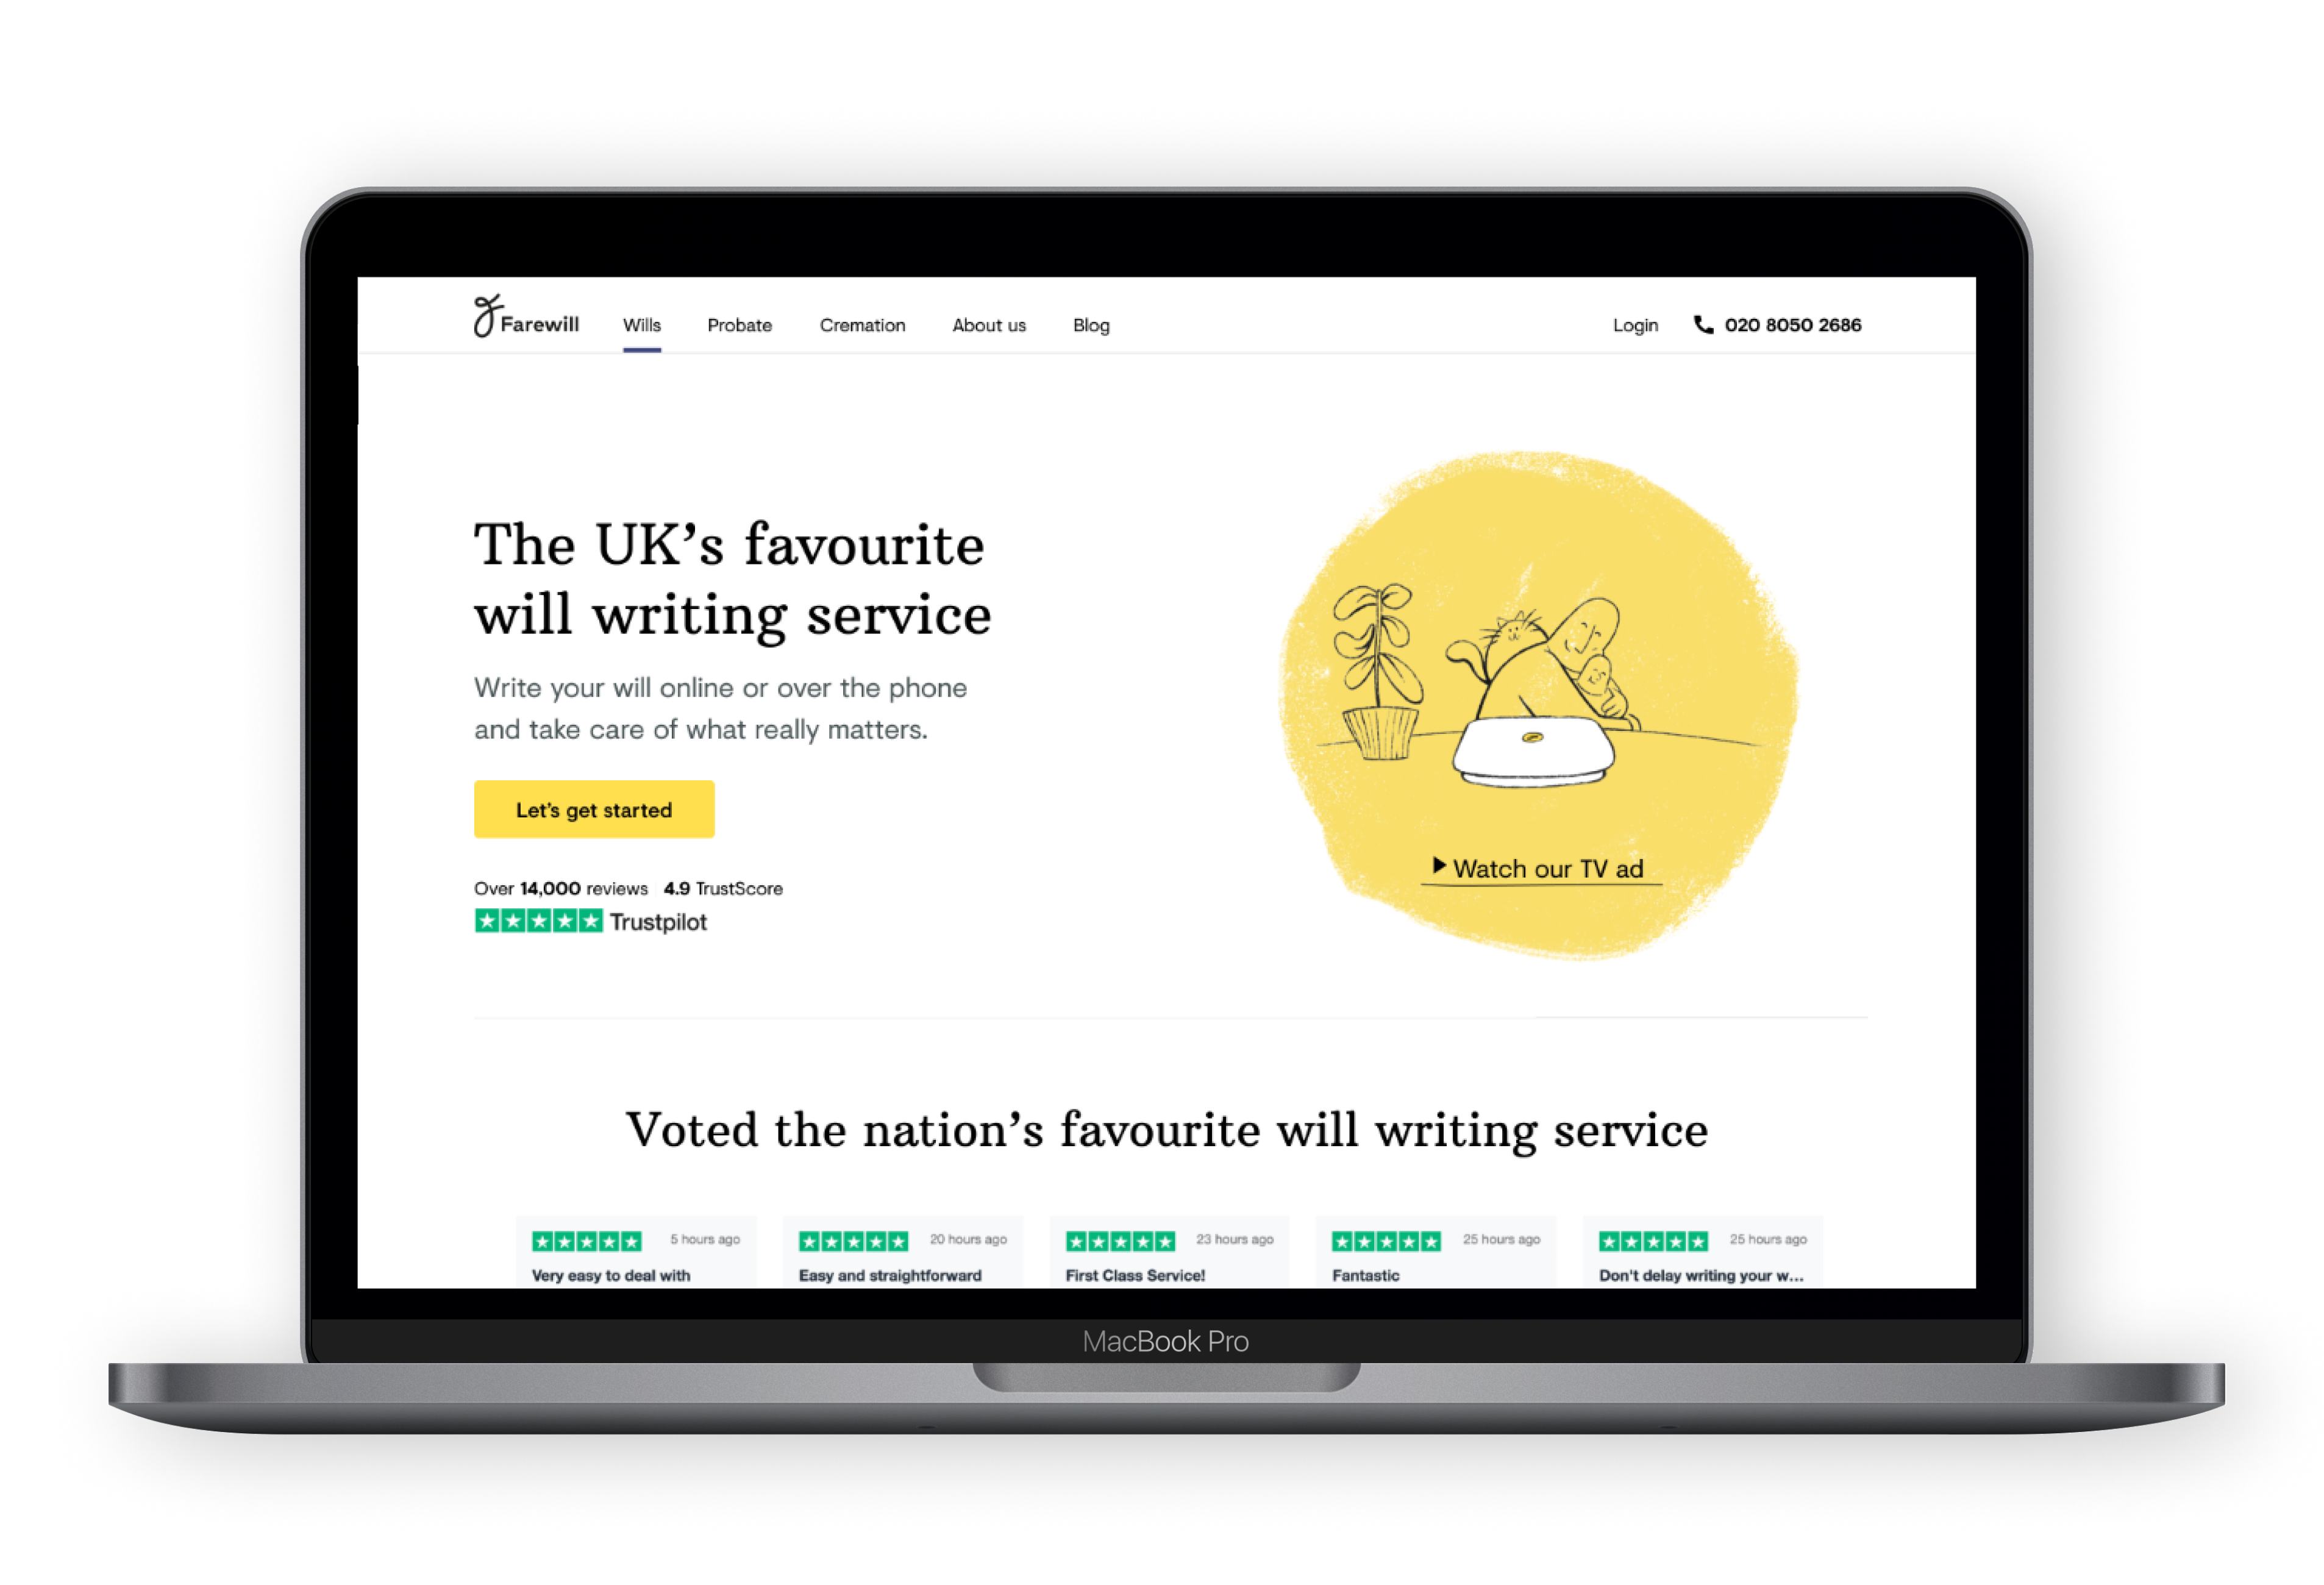 Farewill
Wills
Probate
Cremation
About us
Blog
Login
020 8050 2686
The UK’s favourite
will writing service
Write your will online or over the phone
and take care of what really matters.
Let’s get started
Over 14,000 reviews 4.9 TrustScore
Trustpilot
Watch our TV ad
Voted the nation’s favourite will writing service
5 hours ago
Very easy to deal with
20 hours ago
Easy and straightforward
23 hours ago
First Class Service!
25 hours ago
Fantastic
25 hours ago
Don't delay writing your w...
MacBook Pro